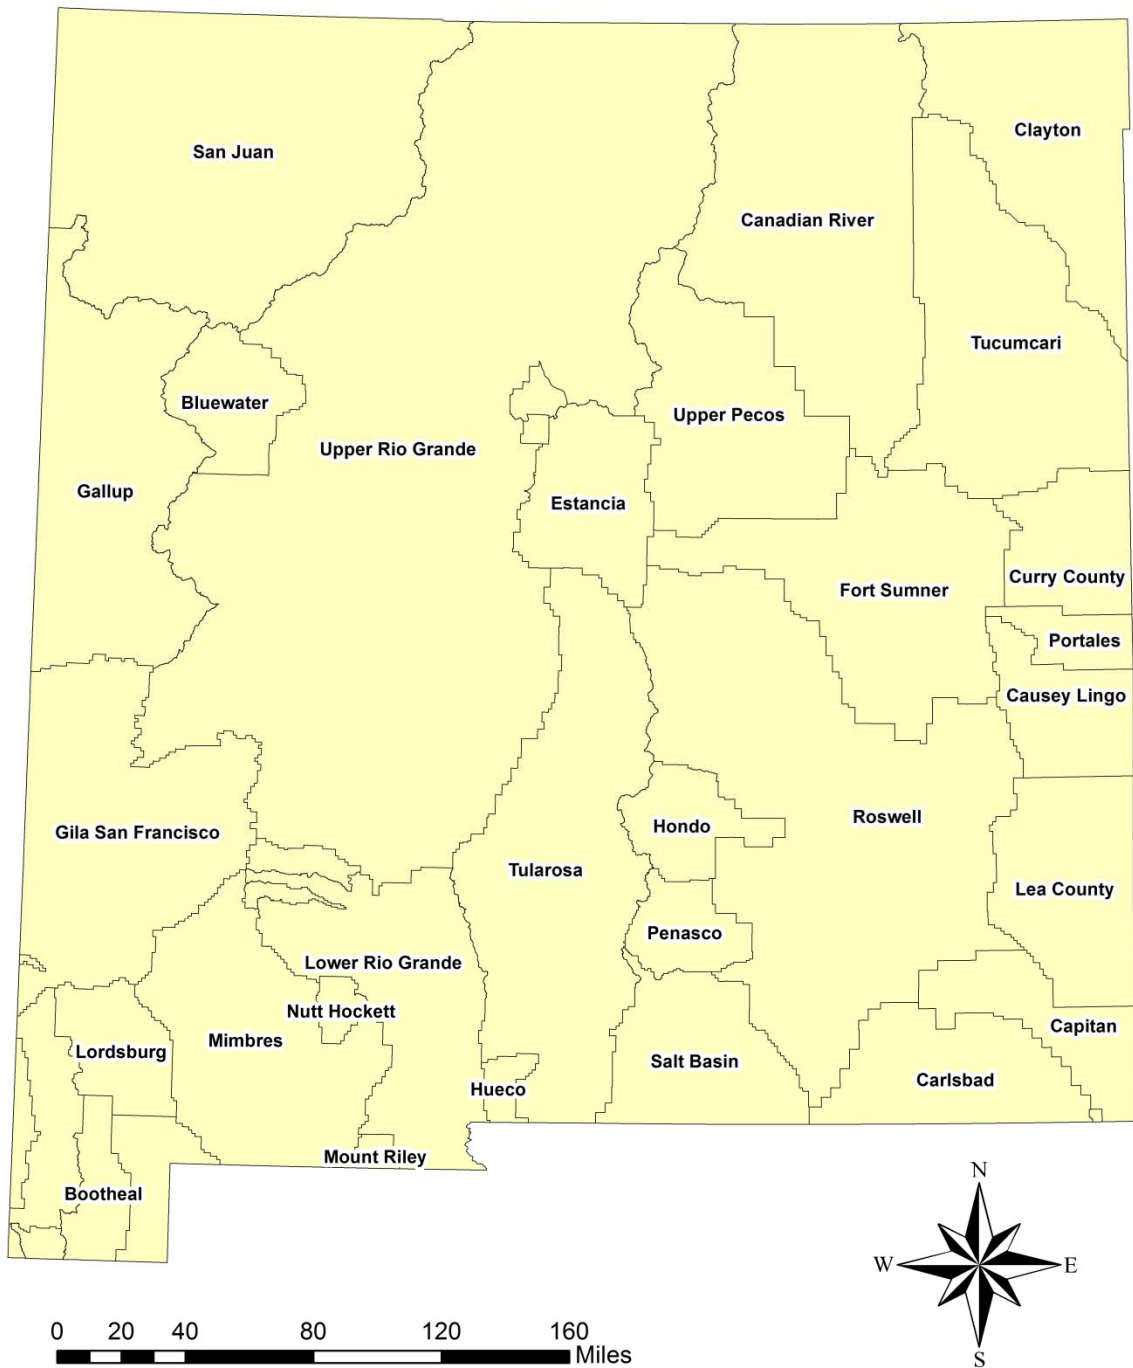 San Juan
Clayton
Canadian River
Tucumcari
Bluewater
Upper Pecos
Upper Rio Grande
Gallup
Estancia
Curry County
Fort Sumner
Portales
Causey Lingo
Roswell
Hondo
Gila San Francisco
Tularosa
Lea County
Penasco
Lower Rio Grande
Nutt Hockett
Capitan
Mimbres
Lordsburg
Salt Basin
Carlsbad
Hueco
Mount Riley
Bootheal
N
W E
S
0 20 40 80 120 160
Miles